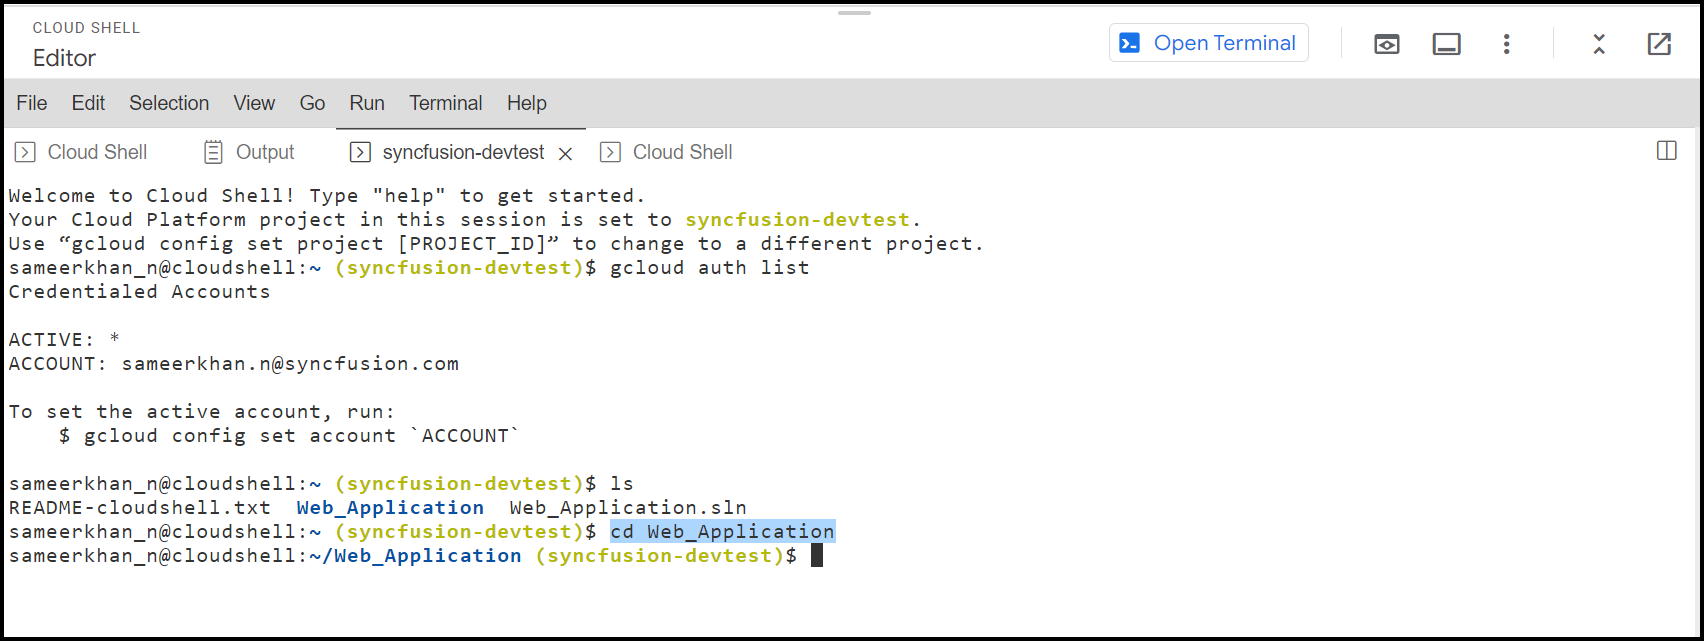 CLOUD SHELL
Editor
Open Terminal
File Edit Selection View Go Run Terminal Help
Cloud Shell Output syncfusion-devtest Cloud Shell
Welcome to Cloud Shell! Type "help" to get started.
Your Cloud Platform project in this session is set to syncfusion-devtest.
Use “gcloud config set project [PROJECT_ID]” to change to a different project.
sameerkhan_n@cloudshell:~ (syncfusion-devtest)$ gcloud auth list
Credentialed Accounts
ACTIVE: *
ACCOUNT: sameerkhan.n@syncfusion.com
To set the active account, run:
    $ gcloud config set account `ACCOUNT`
sameerkhan_n@cloudshell:~ (syncfusion-devtest)$ ls
README-cloudshell.txt  Web_Application  Web_Application.sln
sameerkhan_n@cloudshell:~ (syncfusion-devtest)$ cd Web_Application
sameerkhan_n@cloudshell:~/Web_Application (syncfusion-devtest)$